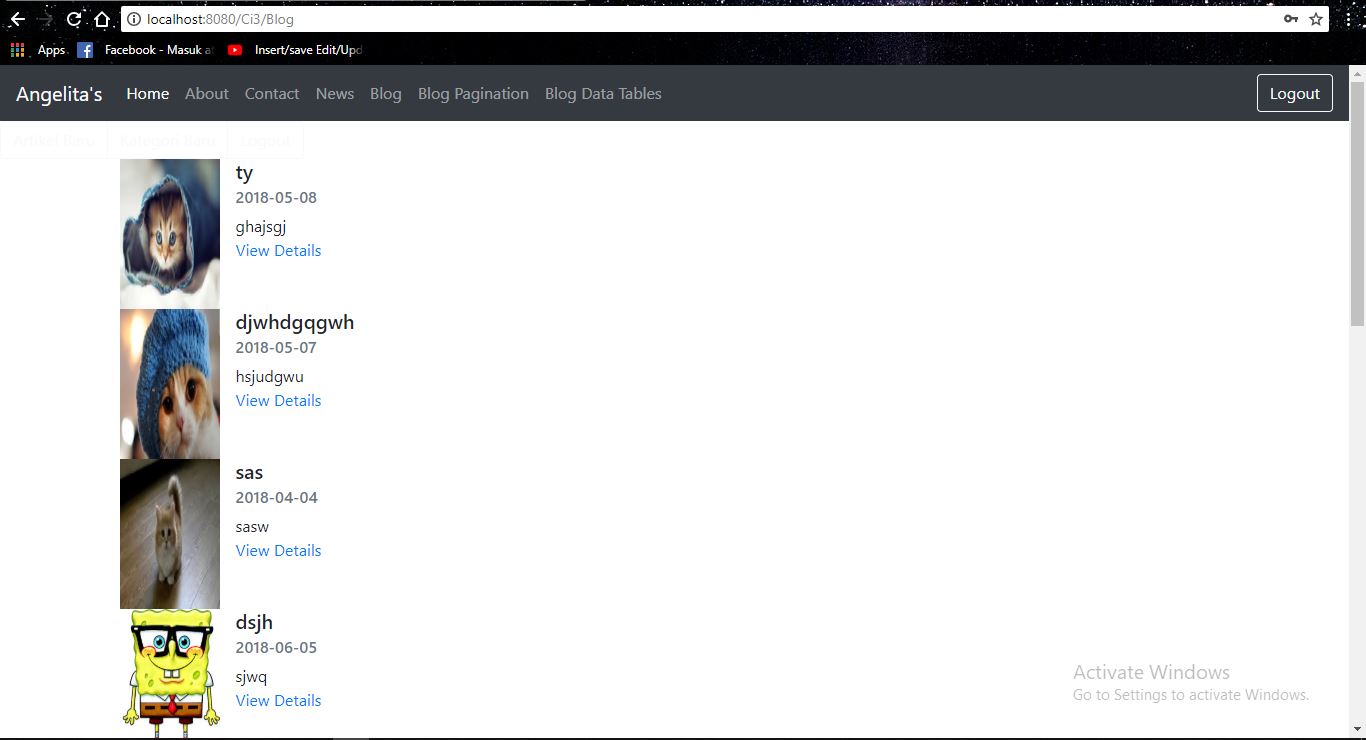 localhost:8080/Ci3/Blog
Apps Facebook - Masuk at Insert/save Edit/Upd
Angelita's Home About Contact News Blog Blog Pagination Blog Data Tables Logout
Artikel Baru Kategori Baru Logout
ty
2018-05-08
ghajsgj
View Details
djwhdgqgwh
2018-05-07
hsjudgwu
View Details
sas
2018-04-04
sasw
View Details
dsjh
2018-06-05
sjwq
View Details
Activate Windows
Go to Settings to activate Windows.